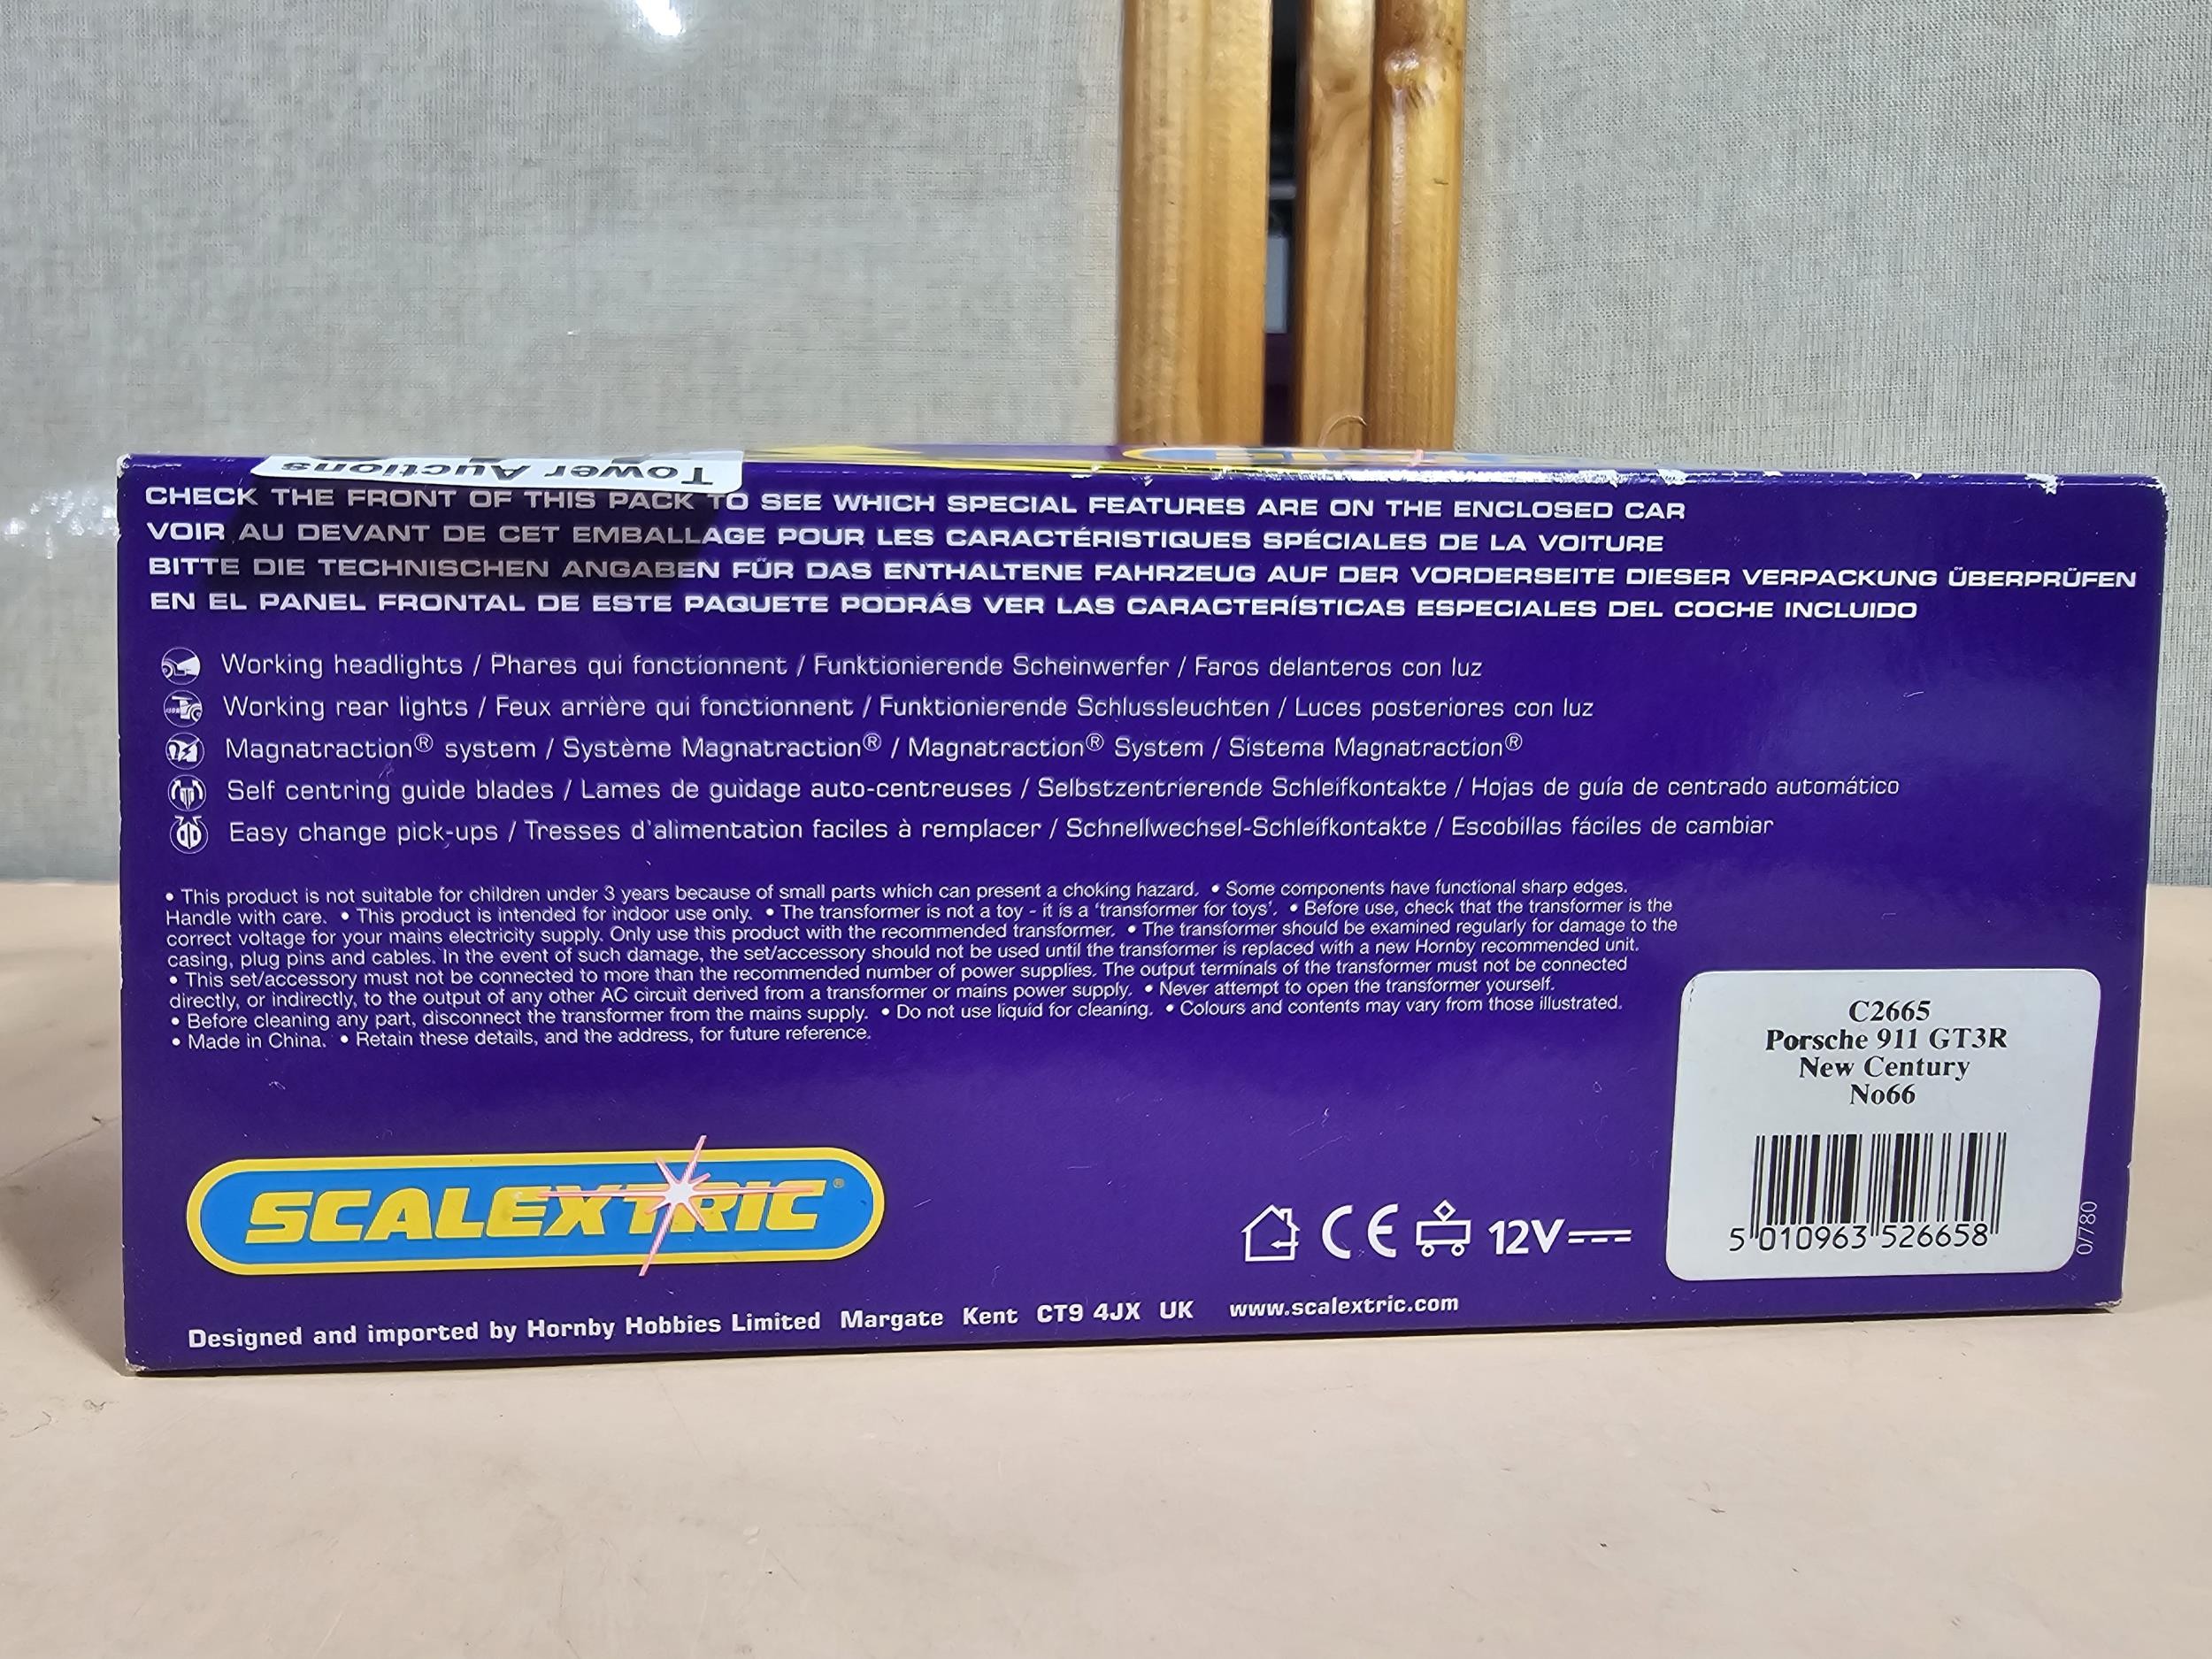 Tower Auctions
CHECK THE FRONT OF THIS PACK TO SEE WHICH SPECIAL FEATURES ARE ON THE ENCLOSED CAR
VOIR AU DEVANT DE CET EMBALLAGE POUR LES CARACTÉRISTIQUES SPÉCIALES DE LA VOITURE
BITTE DIE TECHNISCHEN ANGABEN FÜR DAS ENTHALTENE FAHRZEUG AUF DER VORDERSEITE DIESER VERPACKUNG ÜBERPRÜFEN
EN EL PANEL FRONTAL DE ESTE PAQUETE PODRÁS VER LAS CARACTERÍSTICAS ESPECIALES DEL COCHE INCLUIDO
Working headlights / Phares qui fonctionnent / Funktionierende Scheinwerfer / Faros delanteros con luz
Working rear lights / Feux arrière qui fonctionnent / Funktionierende Schlussleuchten / Luces posteriores con luz
Magnatraction® system / Système Magnatraction® / Magnatraction® System / Sistema Magnatraction®
Self centring guide blades / Lames de guidage auto-centreuses / Selbstzentrierende Schleifkontakte / Hojas de guía de centrado automático
Easy change pick-ups / Tresses d'alimentation faciles à remplacer / Schnellwechsel-Schleifkontakte / Escobillas fáciles de cambiar
• This product is not suitable for children under 3 years because of small parts which can present a choking hazard. • Some components have functional sharp edges.
Handle with care. • This product is intended for indoor use only. • The transformer is not a toy - it is a 'transformer for toys'. • Before use, check that the transformer is the
correct voltage for your mains electricity supply. Only use this product with the recommended transformer. • The transformer should be examined regularly for damage to the
casing, plug pins and cables. In the event of such damage, the set/accessory should not be used until the transformer is replaced with a new Hornby recommended unit.
• This set/accessory must not be connected to more than the recommended number of power supplies. The output terminals of the transformer must not be connected
directly, or indirectly, to the output of any other AC circuit derived from a transformer or mains power supply. • Never attempt to open the transformer yourself.
• Before cleaning any part, disconnect the transformer from the mains supply. • Do not use liquid for cleaning. • Colours and contents may vary from those illustrated.
• Made in China. • Retain these details, and the address, for future reference.
C2665
Porsche 911 GT3R
New Century
No66
5 010963 526658
0/780
SCALEXTRIC®
CE 12V
Designed and imported by Hornby Hobbies Limited Margate Kent CT9 4JX UK www.scalextric.com